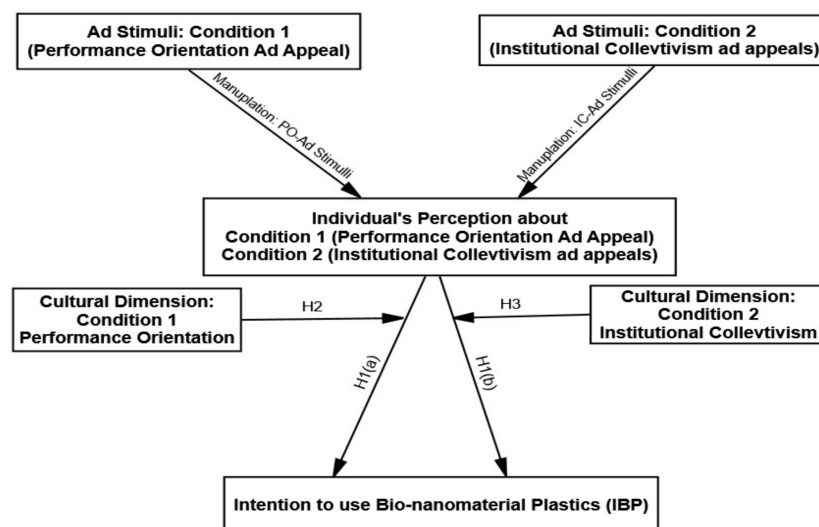 Ad Stimuli: Condition 1
(Performance Orientation Ad Appeal)
Ad Stimuli: Condition 2
(Institutional Collevtivism ad appeals)
Manuplation: PO-Ad Stimulli
Manuplation: IC-Ad Stimulli
Individual's Perception about
Condition 1 (Performance Orientation Ad Appeal)
Condition 2 (Institutional Collevtivism ad appeals)
Cultural Dimension:
Condition 1
Performance Orientation
H2
H3
Cultural Dimension:
Condition 2
Institutional Collevtivism
H1(a)
H1(b)
Intention to use Bio-nanomaterial Plastics (IBP)